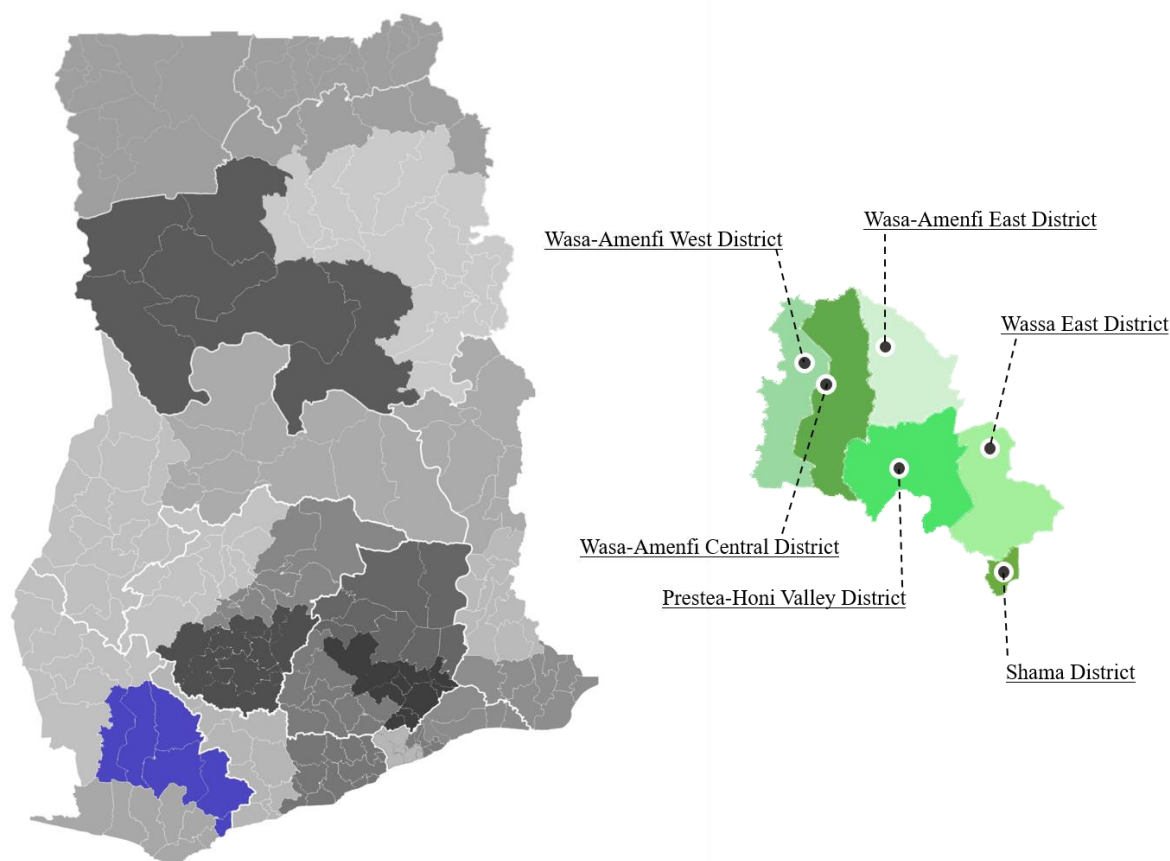 Wasa-Amenfi East District
Wasa-Amenfi West District
Wassa East District
Wasa-Amenfi Central District
Prestea-Honi Valley District
Shama District